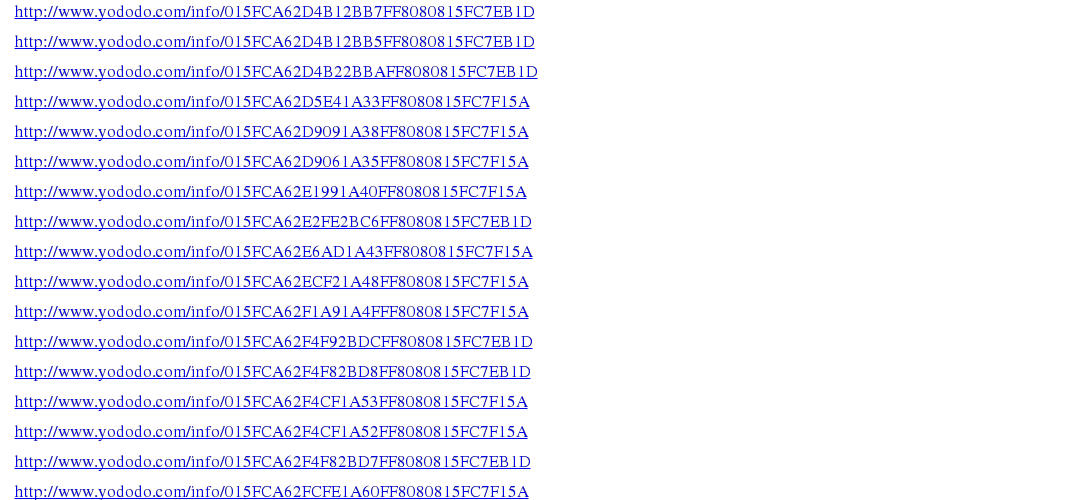 http://www.yododo.com/info/015FCA62D4B12BB7FF8080815FC7EB1D
http://www.yododo.com/info/015FCA62D4B12BB5FF8080815FC7EB1D
http://www.yododo.com/info/015FCA62D4B22BBAFF8080815FC7EB1D
http://www.yododo.com/info/015FCA62D5E41A33FF8080815FC7F15A
http://www.yododo.com/info/015FCA62D9091A38FF8080815FC7F15A
http://www.yododo.com/info/015FCA62D9061A35FF8080815FC7F15A
http://www.yododo.com/info/015FCA62E1991A40FF8080815FC7F15A
http://www.yododo.com/info/015FCA62E2FE2BC6FF8080815FC7EB1D
http://www.yododo.com/info/015FCA62E6AD1A43FF8080815FC7F15A
http://www.yododo.com/info/015FCA62ECF21A48FF8080815FC7F15A
http://www.yododo.com/info/015FCA62F1A91A4FFF8080815FC7F15A
http://www.yododo.com/info/015FCA62F4F92BDCFF8080815FC7EB1D
http://www.yododo.com/info/015FCA62F4F82BD8FF8080815FC7EB1D
http://www.yododo.com/info/015FCA62F4CF1A53FF8080815FC7F15A
http://www.yododo.com/info/015FCA62F4CF1A52FF8080815FC7F15A
http://www.yododo.com/info/015FCA62F4F82BD7FF8080815FC7EB1D
http://www.yododo.com/info/015FCA62FCFE1A60FF8080815FC7F15A